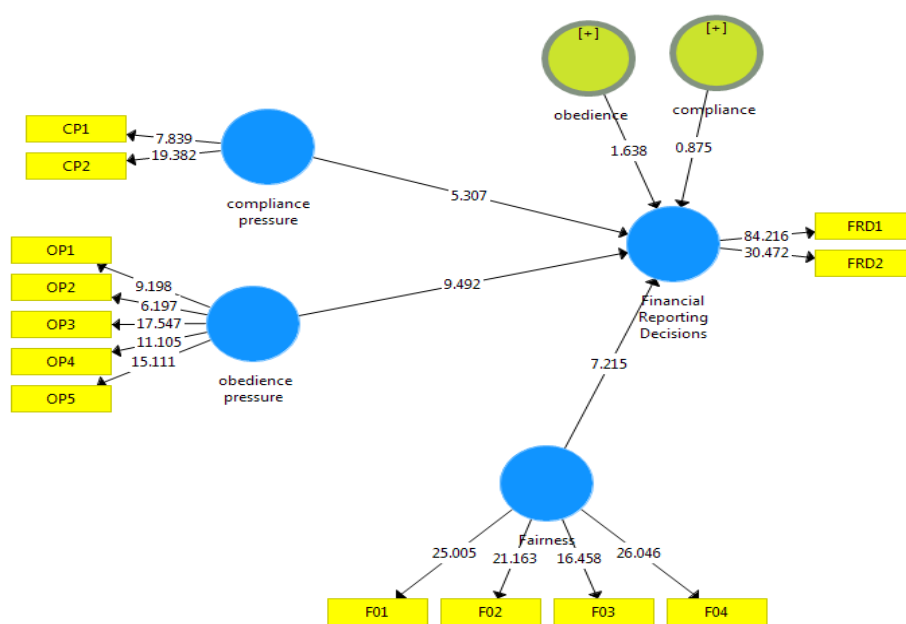 [+]
[+]
obedience
compliance
1.638
0.875
CP1
7.839
CP2
19.382
compliance
pressure
5.307
FRD1
84.216
FRD2
30.472
Financial
Reporting
Decisions
OP1
9.198
OP2
6.197
OP3
17.547
OP4
11.105
OP5
15.111
obedience
pressure
9.492
7.215
Fairness
25.005
21.163
16.458
26.046
F01
F02
F03
F04